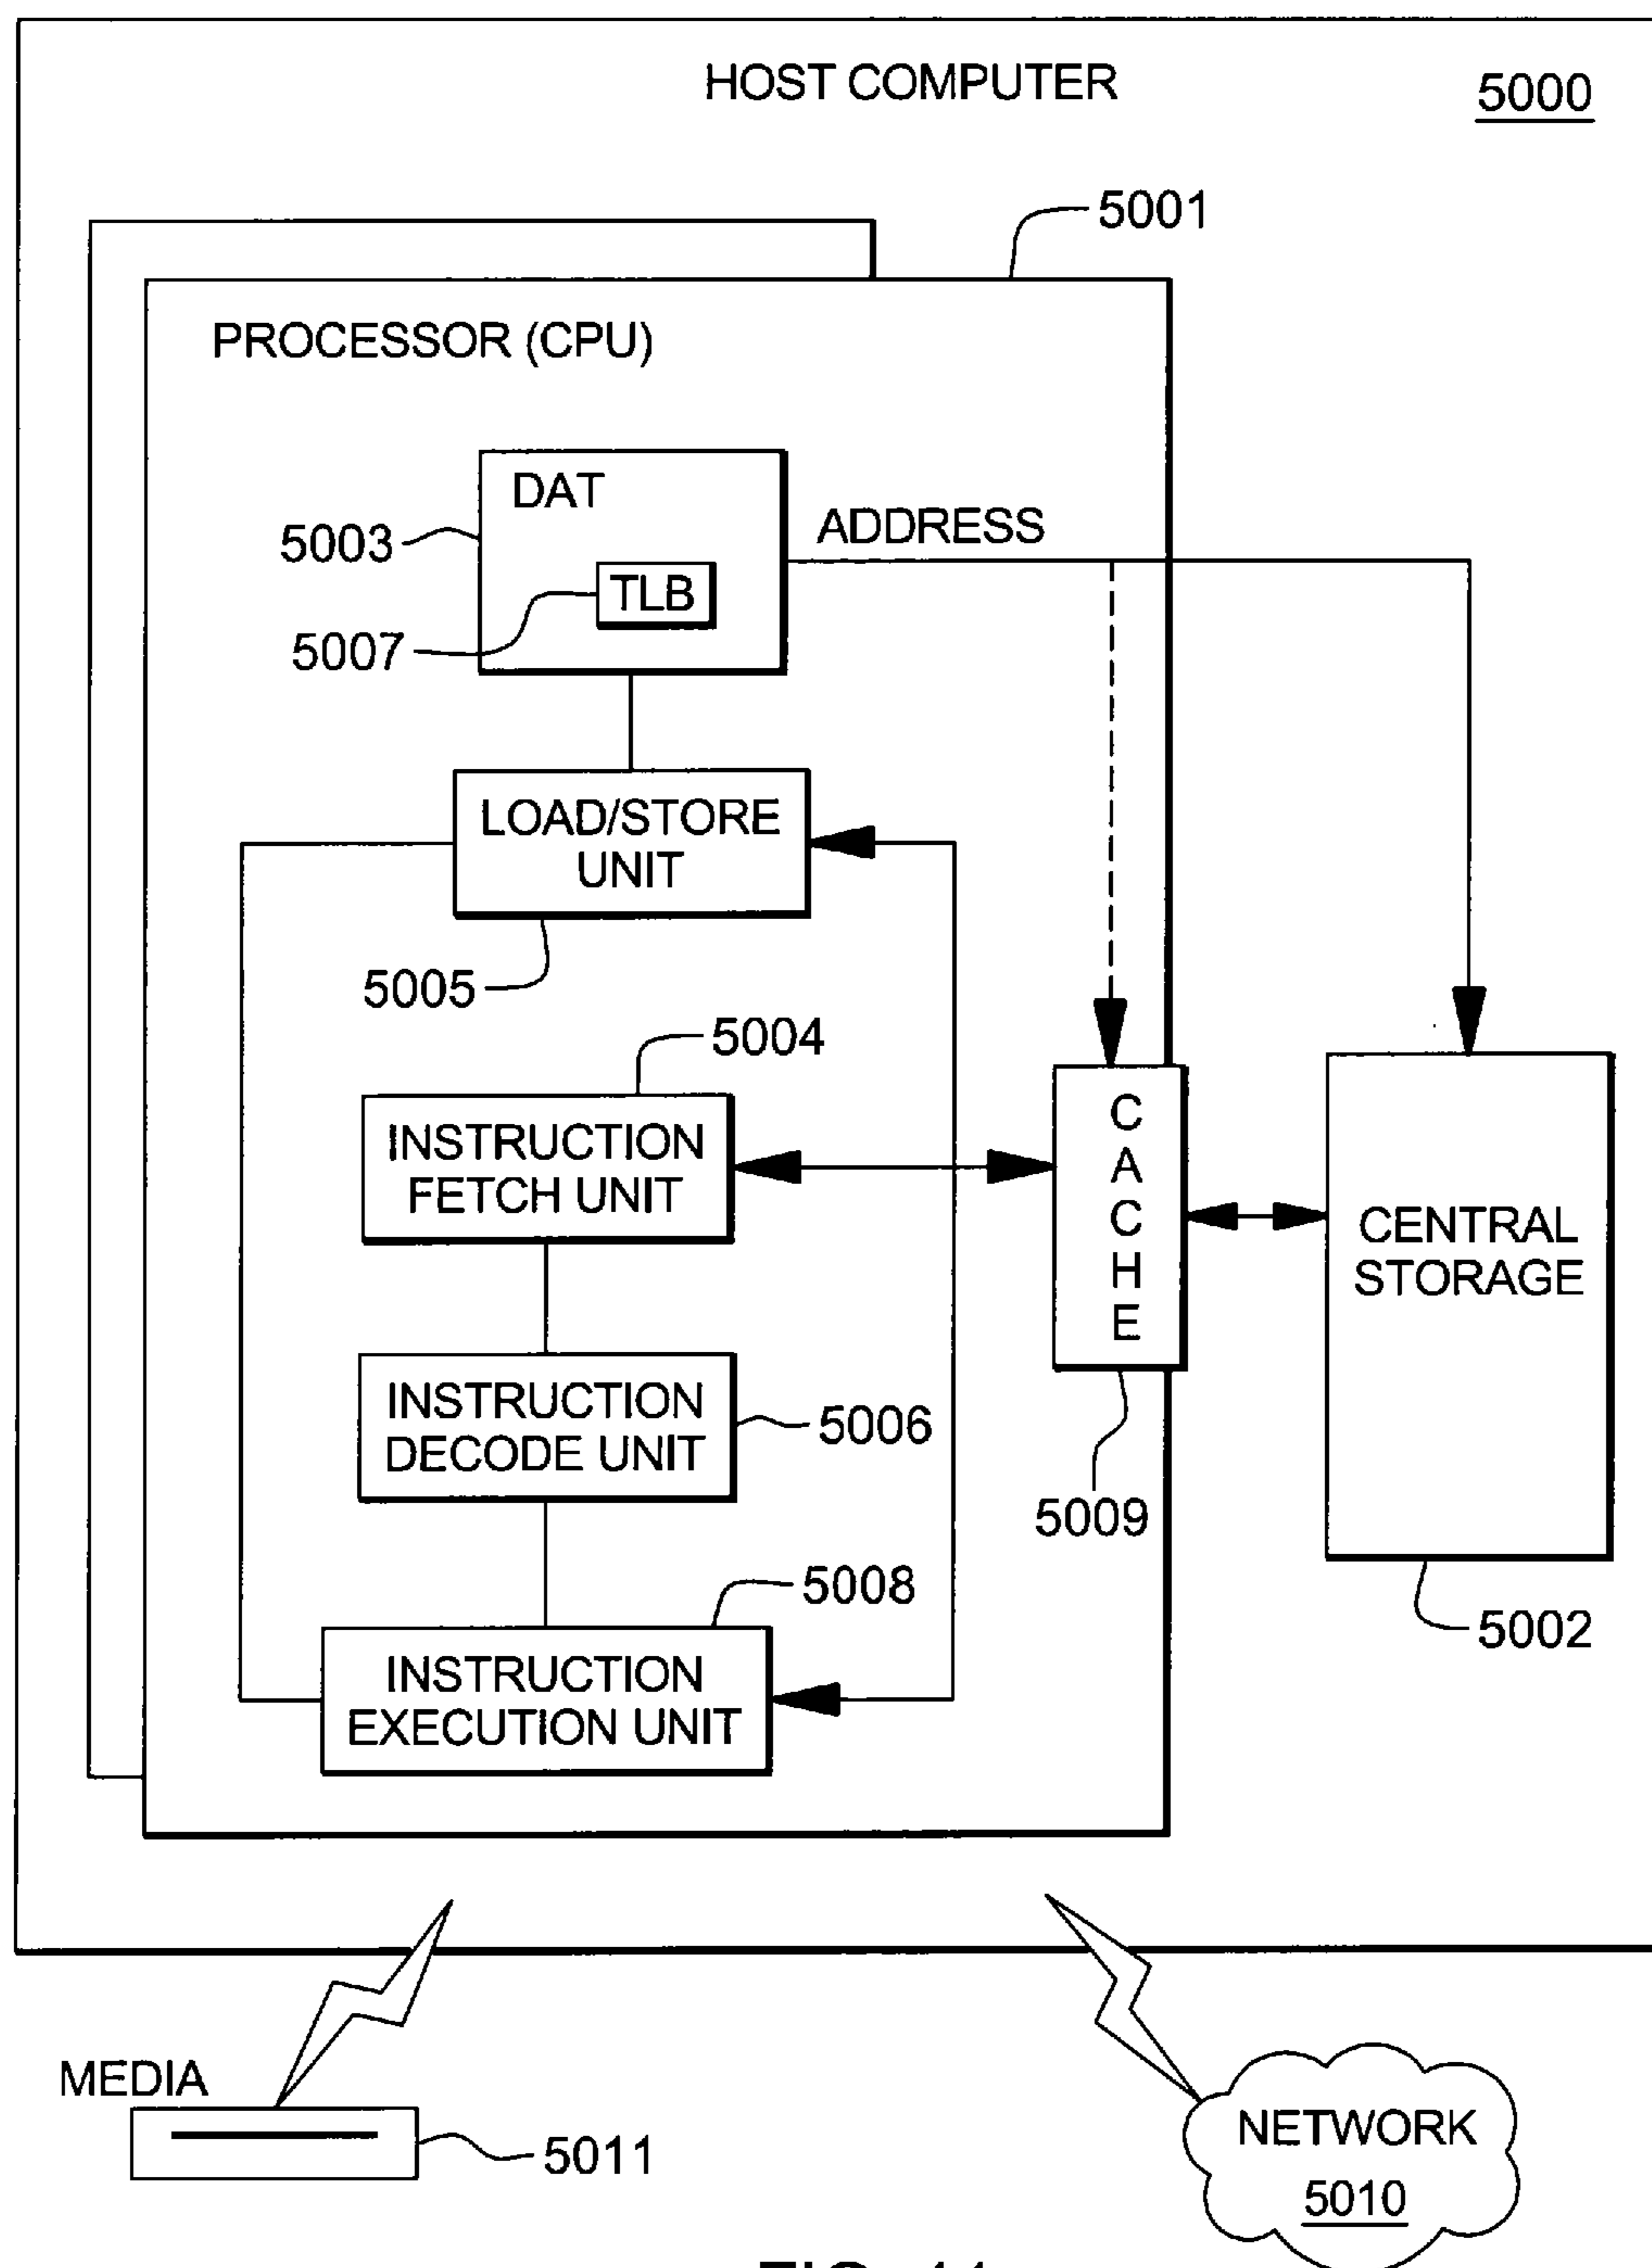 HOST COMPUTER
5000
5001
PROCESSOR (CPU)
DAT
5003
ADDRESS
TLB
5007
LOAD/STORE
UNIT
5005
5004
INSTRUCTION
FETCH UNIT
CACHE
CENTRAL
STORAGE
INSTRUCTION
DECODE UNIT
5006
5009
5008
5002
INSTRUCTION
EXECUTION UNIT
MEDIA
5011
NETWORK
5010